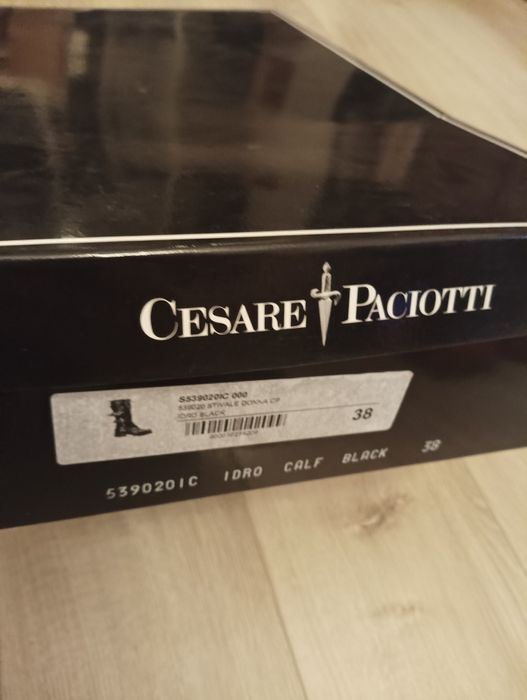 CESARE PACIOTTI
S539020IC 000
539020 STIVALE DONNA CP
IDRO BLACK
38
539020IC IDRO CALF BLACK 38